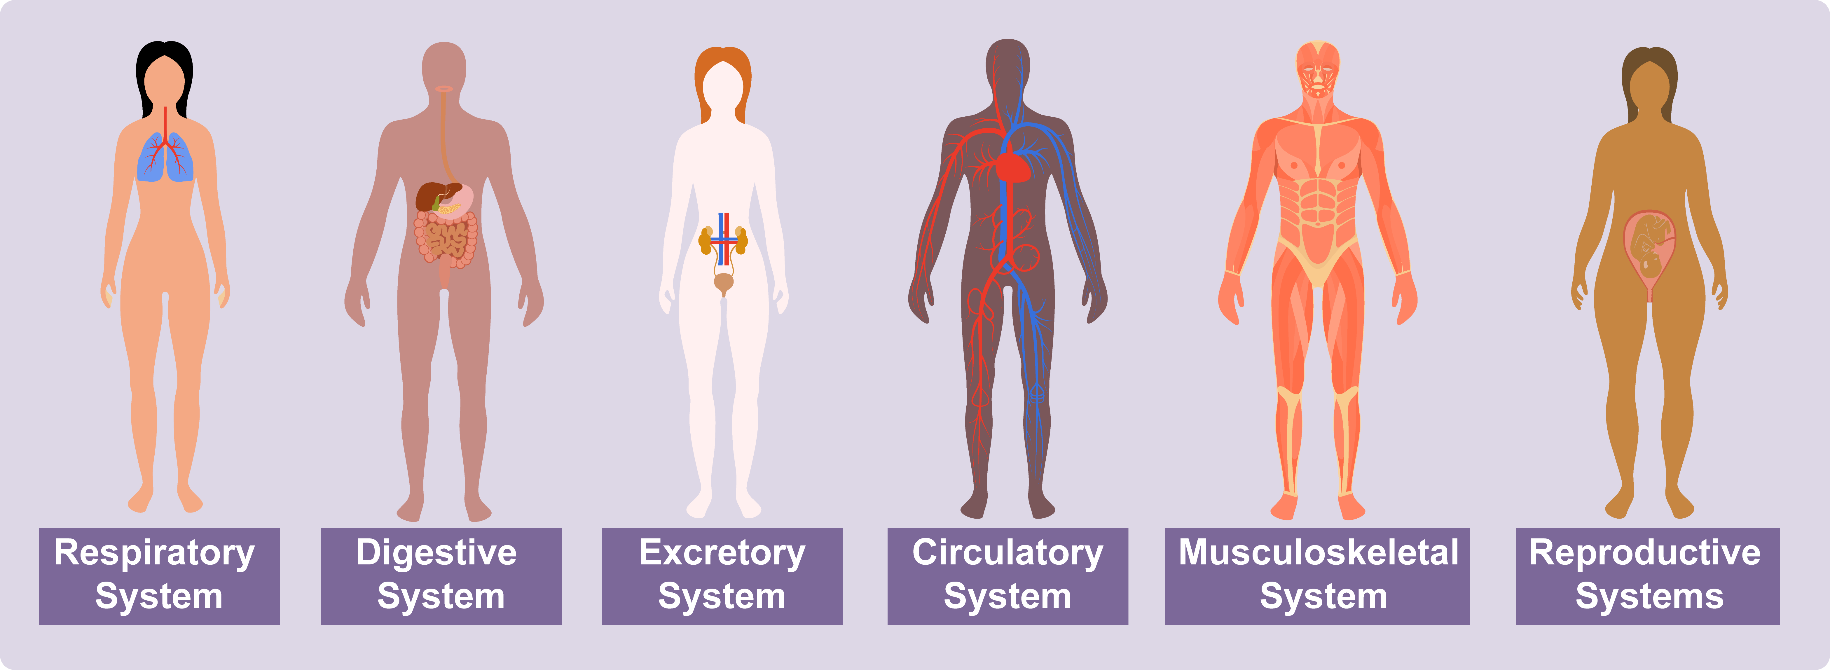 Respiratory
System
Digestive
System
Excretory
System
Circulatory
System
Musculoskeletal
System
Reproductive
Systems